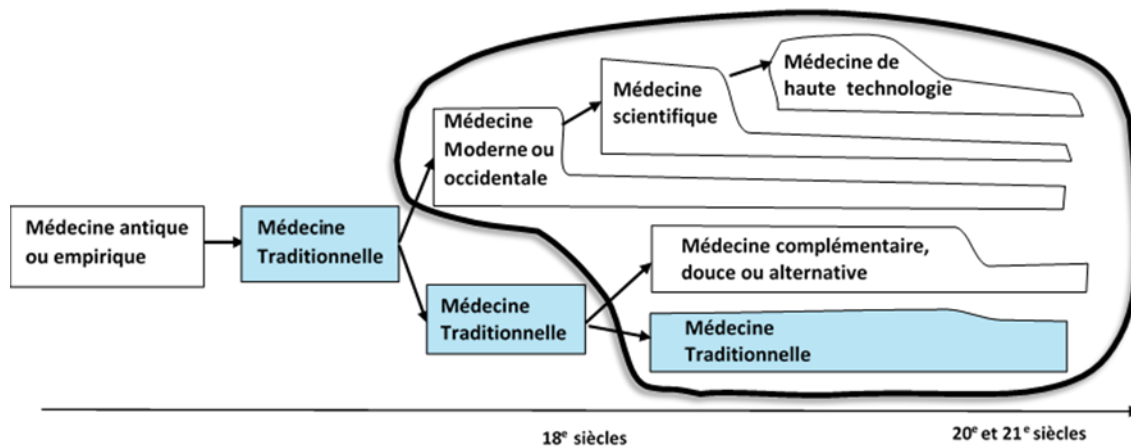 Médecine antique
ou empirique
Médecine
Traditionnelle
Médecine
Moderne ou
occidentale
Médecine
scientifique
Médecine de
haute technologie
Médecine
Traditionnelle
Médecine complémentaire,
douce ou alternative
Médecine
Traditionnelle
18e siècles
20e et 21e siècles